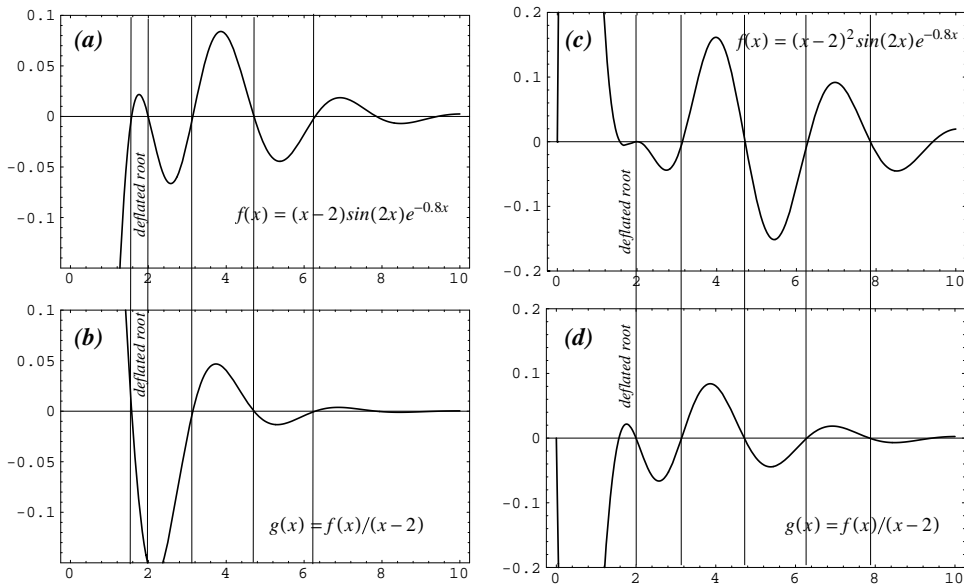 (a)
0.1
0.05
0
-0.05
-0.1
deflated root
f(x) = (x−2)sin(2x)e^{−0.8x}
0 2 4 6 8 10
(b)
0.1
0.05
0
-0.05
-0.1
deflated root
g(x) = f(x)/(x−2)
0 2 4 6 8 10
(c)
0.2
0.1
0
-0.1
-0.2
f(x) = (x−2)^2 sin(2x)e^{−0.8x}
deflated root
0 2 4 6 8 10
(d)
0.2
0.1
0
-0.1
-0.2
deflated root
g(x) = f(x)/(x−2)
0 2 4 6 8 10